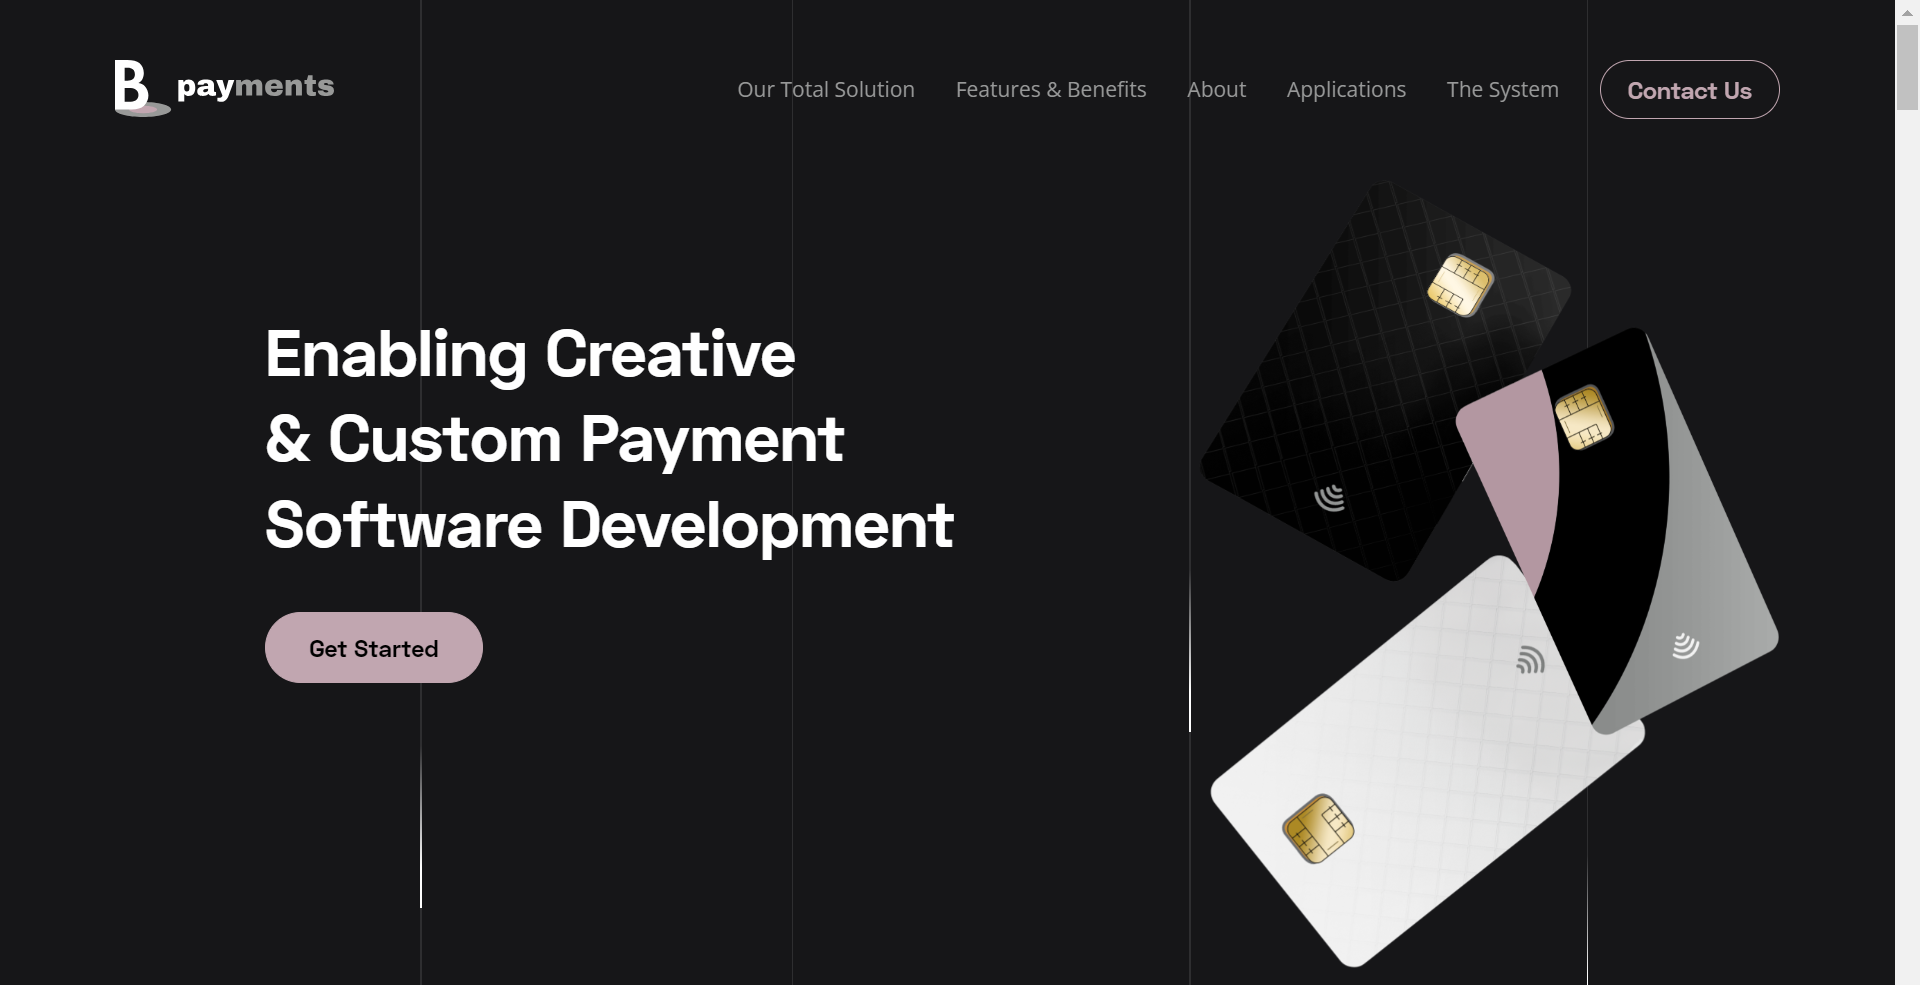 B payments
Our Total Solution
Features & Benefits
About
Applications
The System
Contact Us
Enabling Creative
& Custom Payment
Software Development
Get Started